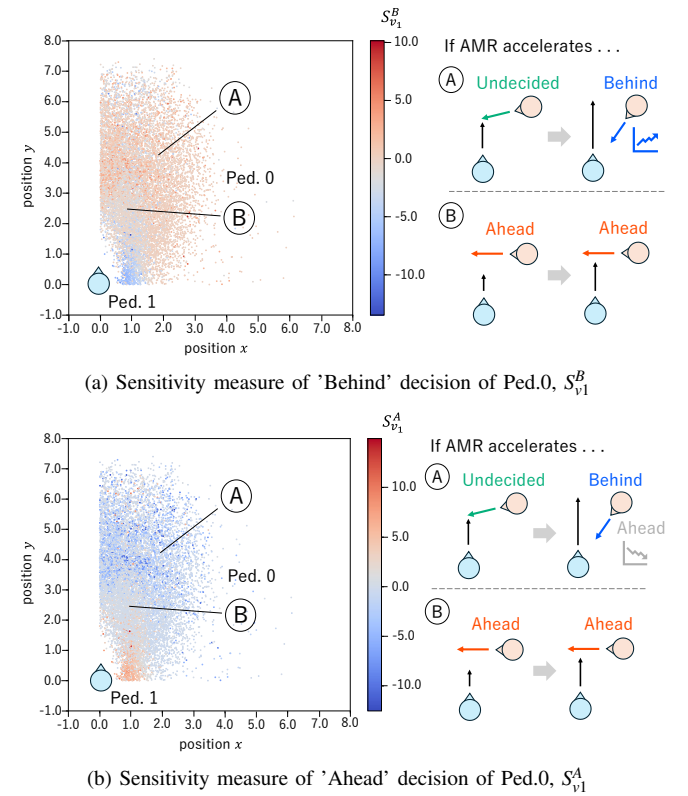 S_{v_1}^B
If AMR accelerates . . .
8.0
7.0
6.0
5.0
4.0
3.0
2.0
1.0
0.0
-1.0
position y
-1.0 0.0 1.0 2.0 3.0 4.0 5.0 6.0 7.0 8.0
position x
A
Ped. 0
B
Ped. 1
10.0
5.0
0.0
-5.0
-10.0
A
Undecided
Behind
B
Ahead
Ahead
(a) Sensitivity measure of ’Behind’ decision of Ped.0, S_{v1}^B
S_{v_1}^A
If AMR accelerates . . .
8.0
7.0
6.0
5.0
4.0
3.0
2.0
1.0
0.0
-1.0
position y
-1.0 0.0 1.0 2.0 3.0 4.0 5.0 6.0 7.0 8.0
position x
A
Ped. 0
B
Ped. 1
10.0
5.0
0.0
-5.0
-10.0
A
Undecided
Behind
Ahead
B
Ahead
Ahead
(b) Sensitivity measure of ’Ahead’ decision of Ped.0, S_{v1}^A